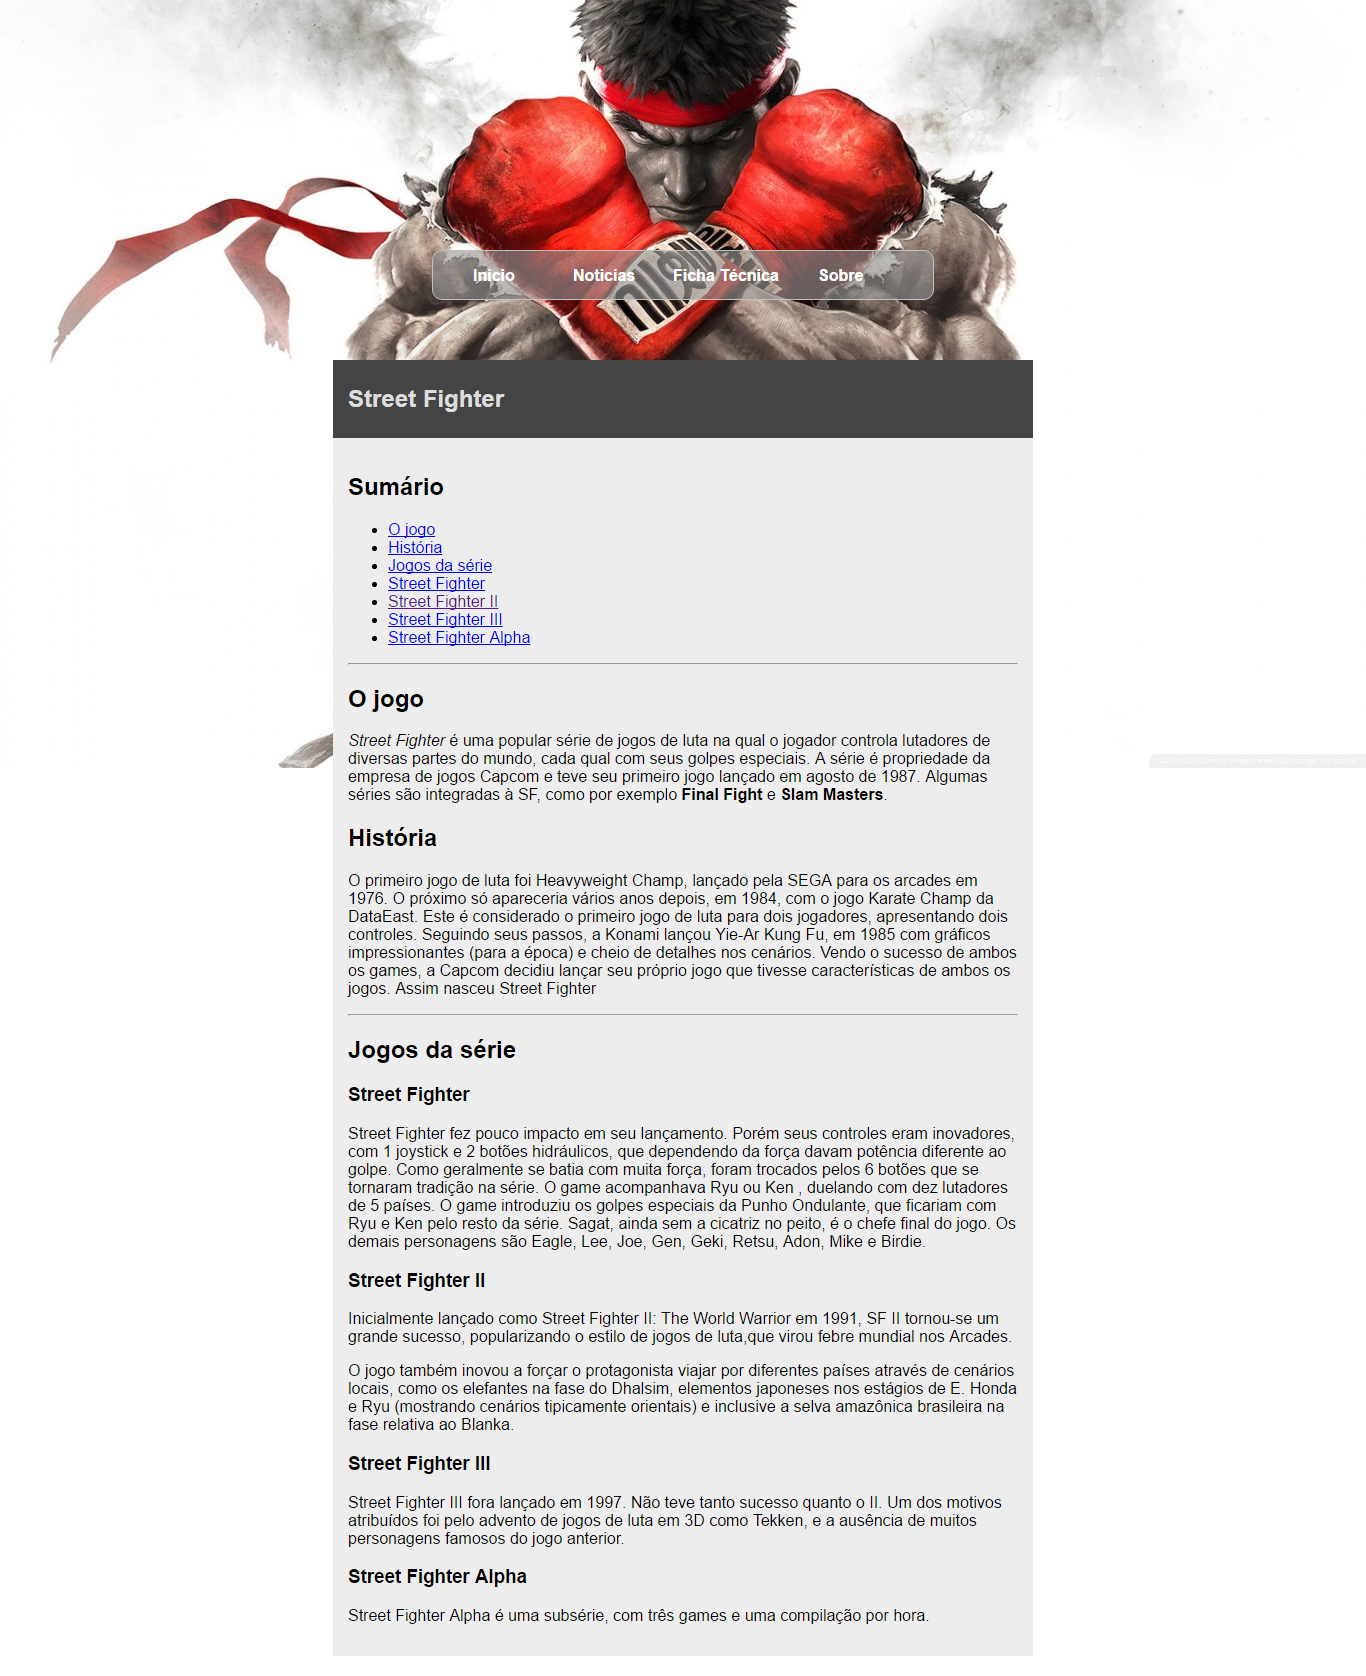 Inicio Noticias Ficha Técnica Sobre
Street Fighter
Sumário
O jogo
História
Jogos da série
Street Fighter
Street Fighter II
Street Fighter III
Street Fighter Alpha
O jogo
Street Fighter é uma popular série de jogos de luta na qual o jogador controla lutadores de
diversas partes do mundo, cada qual com seus golpes especiais. A série é propriedade da
empresa de jogos Capcom e teve seu primeiro jogo lançado em agosto de 1987. Algumas
séries são integradas à SF, como por exemplo Final Fight e Slam Masters.
História
O primeiro jogo de luta foi Heavyweight Champ, lançado pela SEGA para os arcades em
1976. O próximo só apareceria vários anos depois, em 1984, com o jogo Karate Champ da
DataEast. Este é considerado o primeiro jogo de luta para dois jogadores, apresentando dois
controles. Seguindo seus passos, a Konami lançou Yie-Ar Kung Fu, em 1985 com gráficos
impressionantes (para a época) e cheio de detalhes nos cenários. Vendo o sucesso de ambos
os games, a Capcom decidiu lançar seu próprio jogo que tivesse características de ambos os
jogos. Assim nasceu Street Fighter
Jogos da série
Street Fighter
Street Fighter fez pouco impacto em seu lançamento. Porém seus controles eram inovadores,
com 1 joystick e 2 botões hidráulicos, que dependendo da força davam potência diferente ao
golpe. Como geralmente se batia com muita força, foram trocados pelos 6 botões que se
tornaram tradição na série. O game acompanhava Ryu ou Ken , duelando com dez lutadores
de 5 países. O game introduziu os golpes especiais da Punho Ondulante, que ficariam com
Ryu e Ken pelo resto da série. Sagat, ainda sem a cicatriz no peito, é o chefe final do jogo. Os
demais personagens são Eagle, Lee, Joe, Gen, Geki, Retsu, Adon, Mike e Birdie.
Street Fighter II
Inicialmente lançado como Street Fighter II: The World Warrior em 1991, SF II tornou-se um
grande sucesso, popularizando o estilo de jogos de luta,que virou febre mundial nos Arcades.
O jogo também inovou a forçar o protagonista viajar por diferentes países através de cenários
locais, como os elefantes na fase do Dhalsim, elementos japoneses nos estágios de E. Honda
e Ryu (mostrando cenários tipicamente orientais) e inclusive a selva amazônica brasileira na
fase relativa ao Blanka.
Street Fighter III
Street Fighter III fora lançado em 1997. Não teve tanto sucesso quanto o II. Um dos motivos
atribuídos foi pelo advento de jogos de luta em 3D como Tekken, e a ausência de muitos
personagens famosos do jogo anterior.
Street Fighter Alpha
Street Fighter Alpha é uma subsérie, com três games e uma compilação por hora.